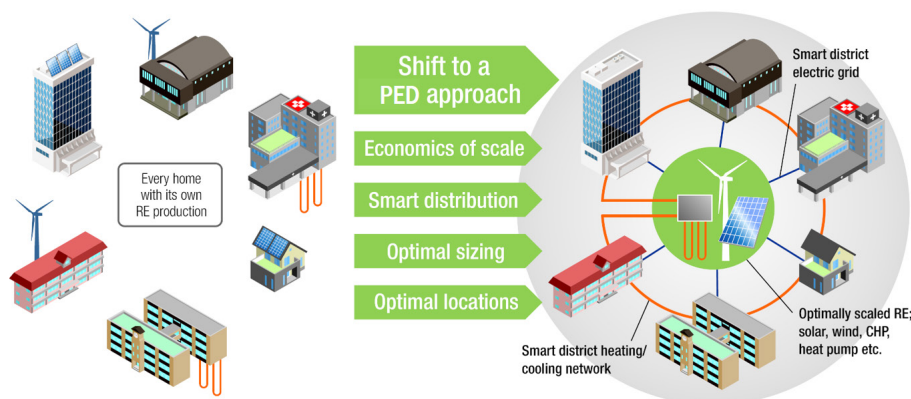 Every home
with its own
RE production
Shift to a
PED approach
Economics of scale
Smart distribution
Optimal sizing
Optimal locations
Smart district
electric grid
Optimally scaled RE;
solar, wind, CHP,
heat pump etc.
Smart district heating/
cooling network